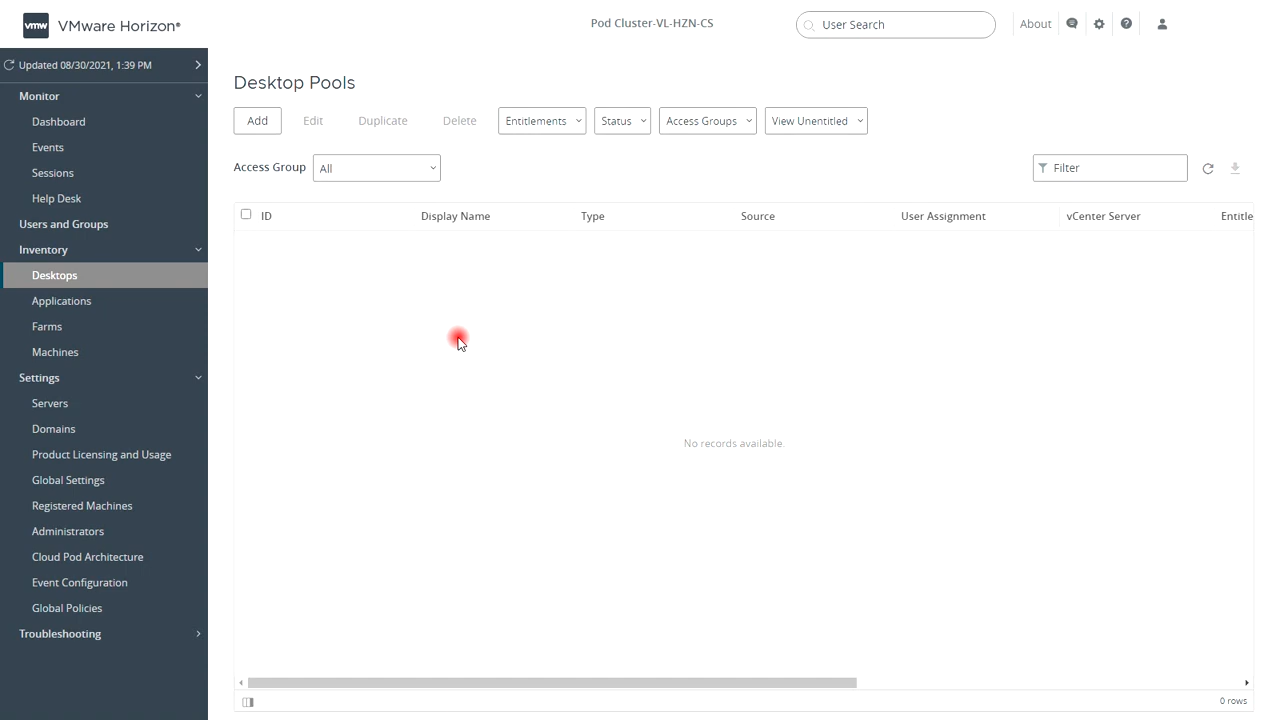 vmw VMware Horizon®
Pod Cluster-VL-HZN-CS
User Search
About
Updated 08/30/2021, 1:39 PM
Monitor
Dashboard
Events
Sessions
Help Desk
Users and Groups
Inventory
Desktops
Applications
Farms
Machines
Settings
Servers
Domains
Product Licensing and Usage
Global Settings
Registered Machines
Administrators
Cloud Pod Architecture
Event Configuration
Global Policies
Troubleshooting
Desktop Pools
Add Edit Duplicate Delete Entitlements Status Access Groups View Unentitled
Access Group All Filter
ID Display Name Type Source User Assignment vCenter Server Entitle
No records available.
0 rows